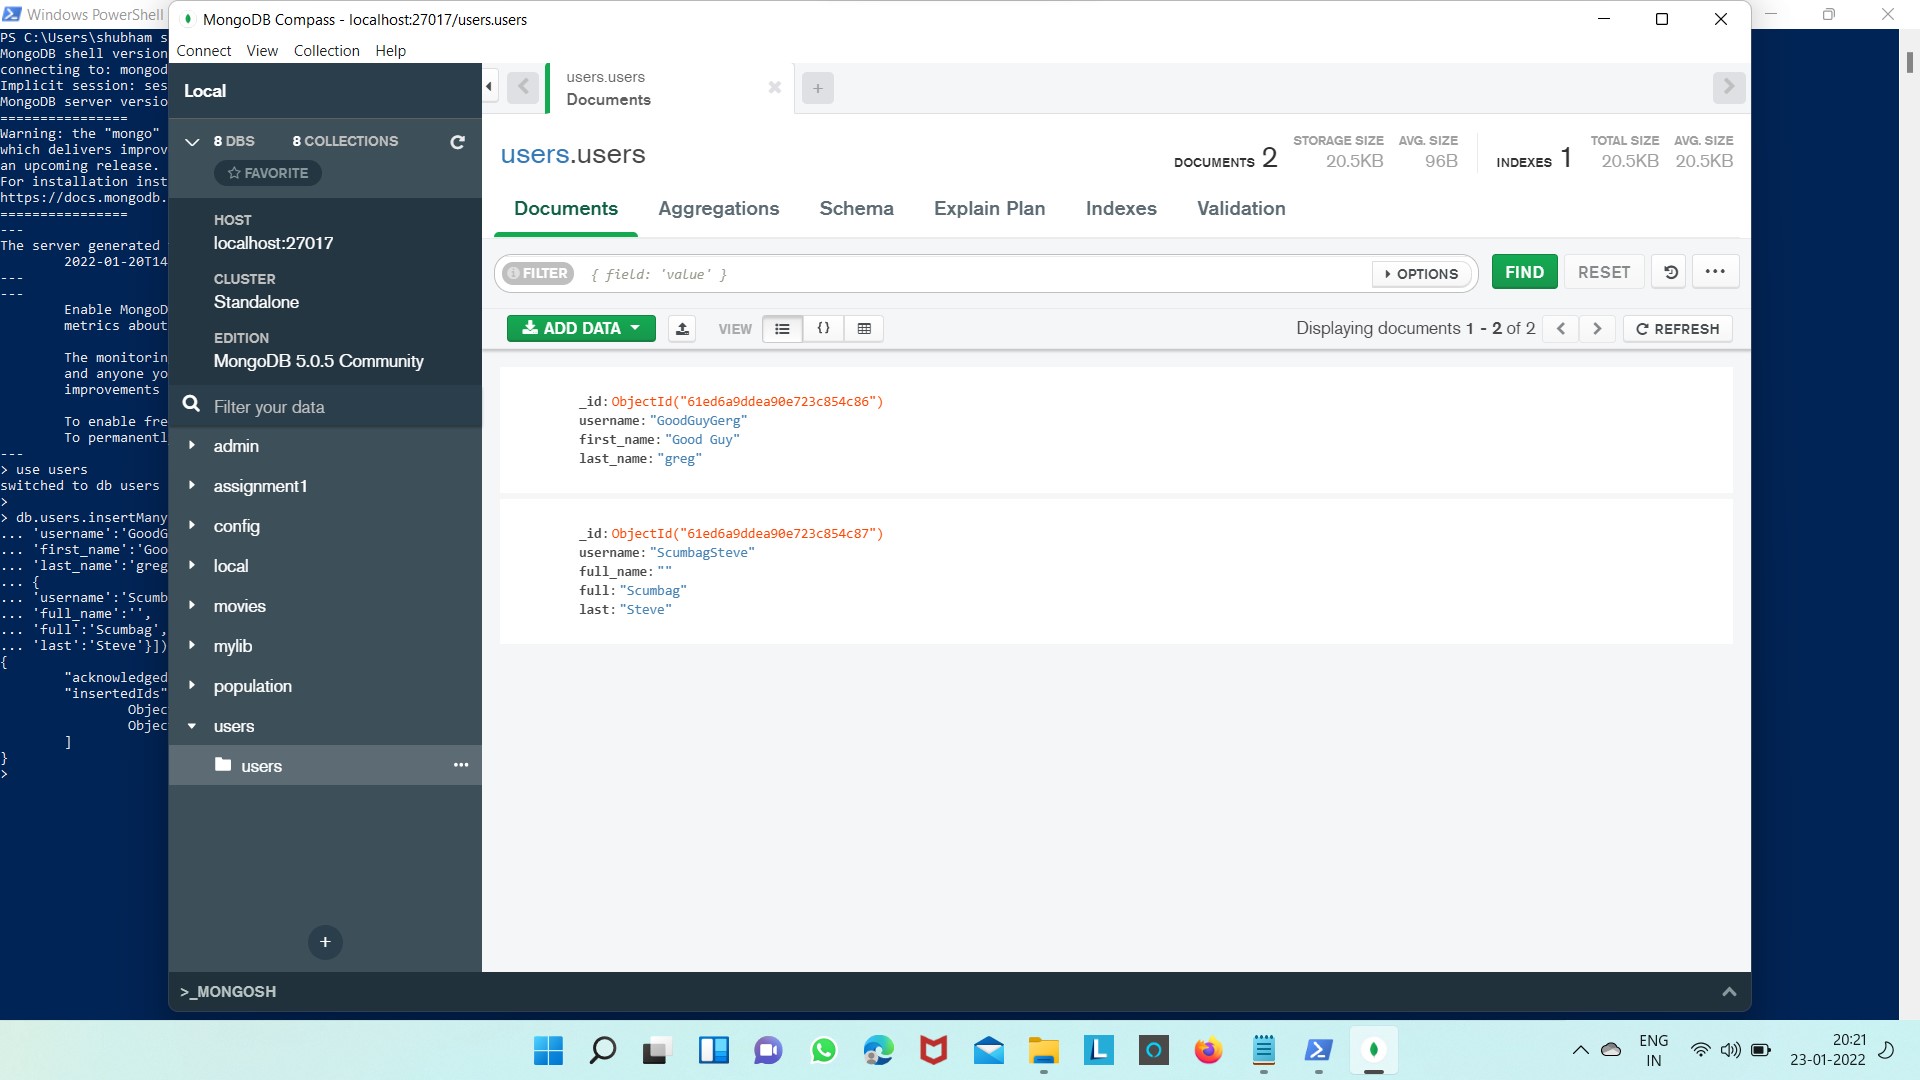 Windows PowerShell
PS C:\Users\shubham s
MongoDB shell version
connecting to: mongod
Implicit session: ses
MongoDB server versio
================
Warning: the "mongo"
which delivers improv
an upcoming release.
For installation inst
https://docs.mongodb.
================
---
The server generated
2022-01-20T14
---
---
Enable MongoD
metrics about
The monitorin
and anyone yo
improvements
To enable fre
To permanentl
---
> use users
switched to db users
>
> db.users.insertMany
... 'username':'GoodG
... 'first_name':'Goo
... 'last_name':'greg
... {
... 'username':'Scumb
... 'full_name':'',
... 'full':'Scumbag',
... 'last':'Steve'}])
{
"acknowledged
"insertedIds"
Objec
Objec
]
}
>
MongoDB Compass - localhost:27017/users.users
Connect View Collection Help
Local
8 DBS 8 COLLECTIONS
FAVORITE
HOST
localhost:27017
CLUSTER
Standalone
EDITION
MongoDB 5.0.5 Community
Filter your data
admin
assignment1
config
local
movies
mylib
population
users
users
users.users
Documents
users.users
DOCUMENTS 2
STORAGE SIZE
20.5KB
AVG. SIZE
96B
INDEXES 1
TOTAL SIZE
20.5KB
AVG. SIZE
20.5KB
Documents Aggregations Schema Explain Plan Indexes Validation
FILTER { field: 'value' } OPTIONS FIND RESET
ADD DATA VIEW {} Displaying documents 1 - 2 of 2 REFRESH
_id: ObjectId("61ed6a9ddea90e723c854c86")
username: "GoodGuyGerg"
first_name: "Good Guy"
last_name: "greg"
_id: ObjectId("61ed6a9ddea90e723c854c87")
username: "ScumbagSteve"
full_name: ""
full: "Scumbag"
last: "Steve"
>_MONGOSH
L
ENG
IN
20:21
23-01-2022